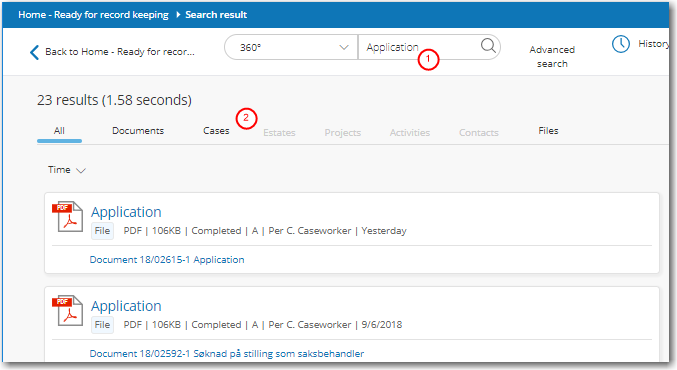 Home - Ready for record keeping Search result
Back to Home - Ready for recor...
360°
Application
1
Advanced
search
History
23 results (1.58 seconds)
2
All Documents Cases Estates Projects Activities Contacts Files
Time
PDF
Application
File PDF | 106KB | Completed | A | Per C. Caseworker | Yesterday
Document 18/02615-1 Application
PDF
Application
File PDF | 106KB | Completed | A | Per C. Caseworker | 9/6/2018
Document 18/02592-1 Søknad på stilling som saksbehandler